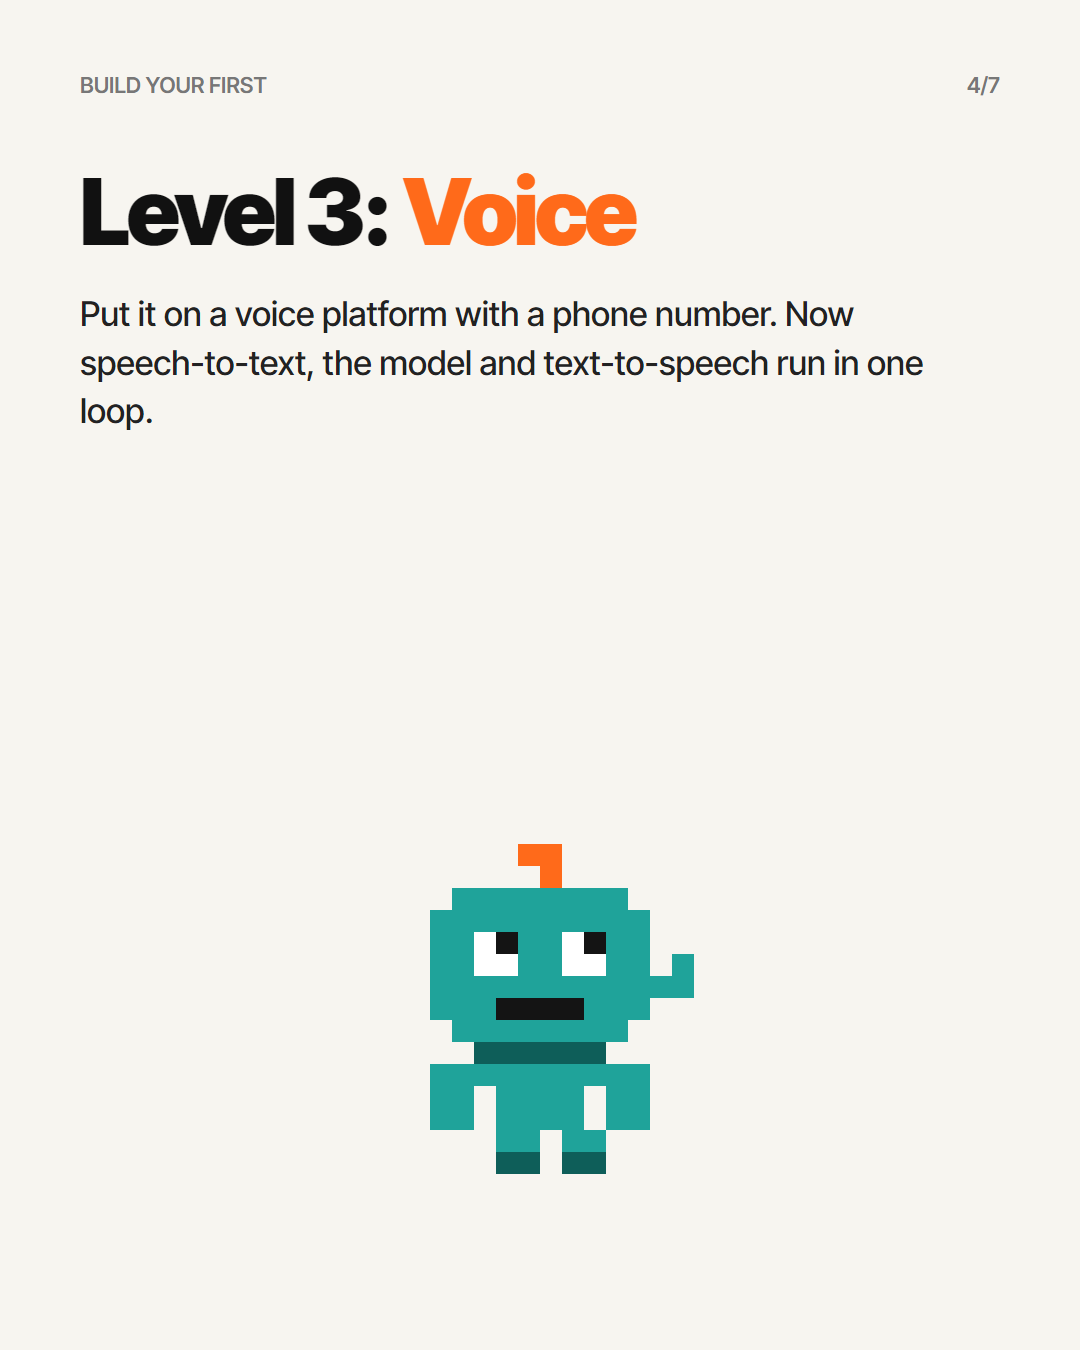 BUILD YOUR FIRST
4/7
Level 3: Voice
Put it on a voice platform with a phone number. Now
speech-to-text, the model and text-to-speech run in one
loop.